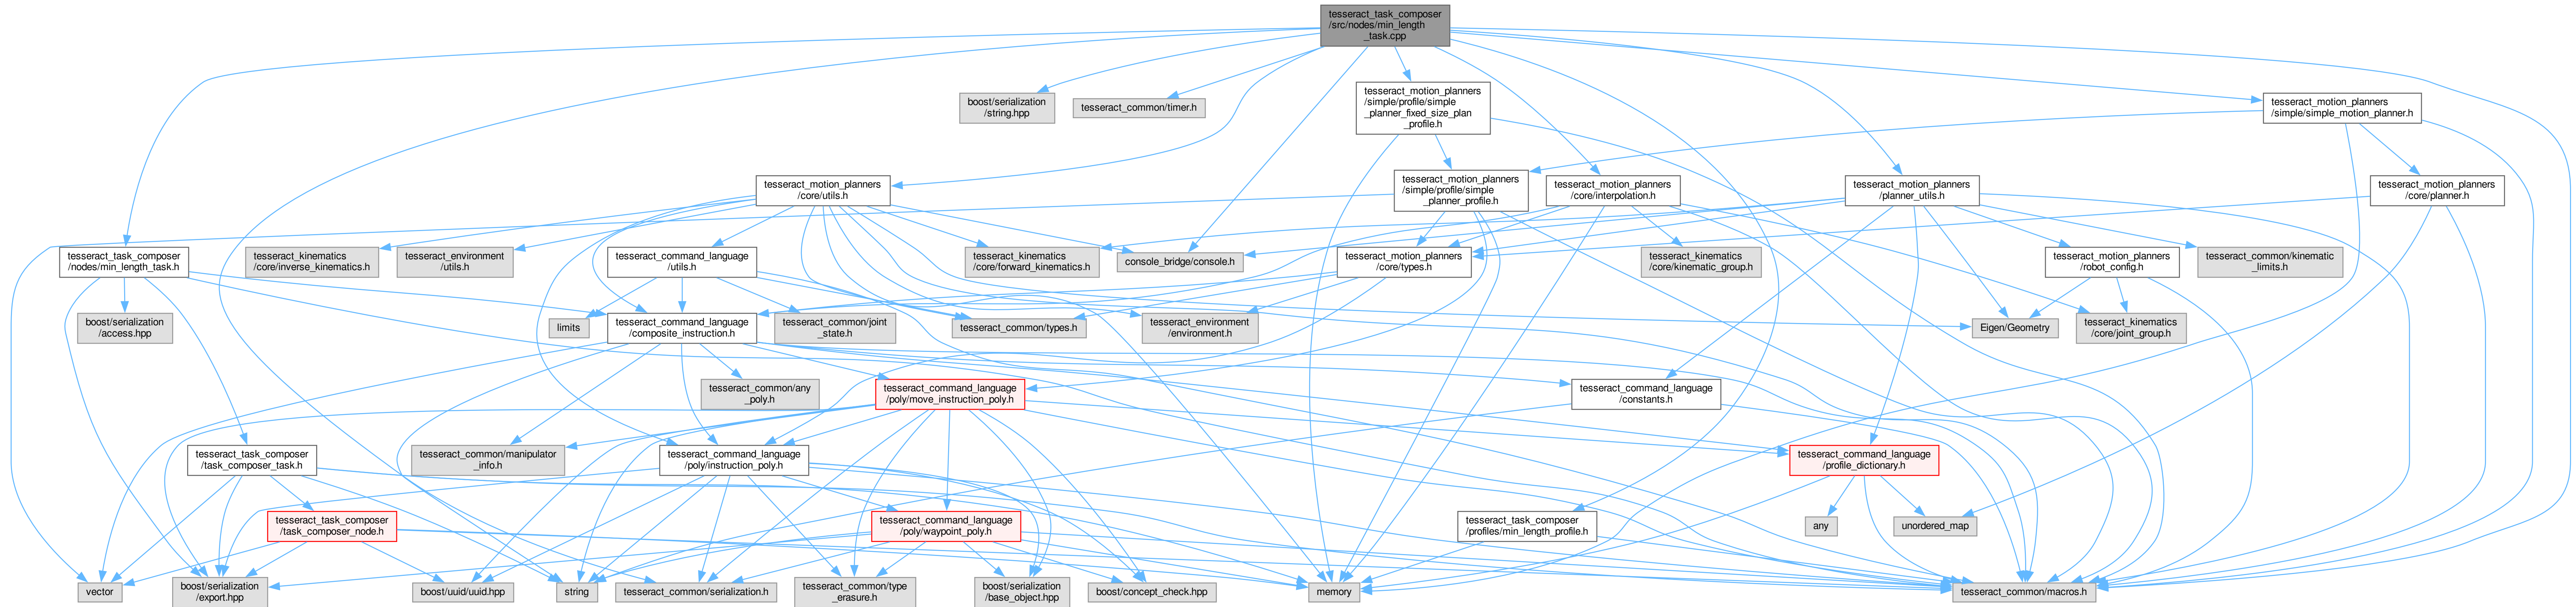 tesseract_task_composer
/src/nodes/min_length
_task.cpp
boost/serialization
/string.hpp
tesseract_common/timer.h
tesseract_motion_planners
/simple/profile/simple
_planner_fixed_size_plan
_profile.h
tesseract_motion_planners
/simple/simple_motion_planner.h
tesseract_motion_planners
/core/utils.h
tesseract_motion_planners
/simple/profile/simple
_planner_profile.h
tesseract_motion_planners
/core/interpolation.h
tesseract_motion_planners
/planner_utils.h
tesseract_motion_planners
/core/planner.h
tesseract_task_composer
/nodes/min_length_task.h
tesseract_kinematics
/core/inverse_kinematics.h
tesseract_environment
/utils.h
tesseract_command_language
/utils.h
tesseract_kinematics
/core/forward_kinematics.h
console_bridge/console.h
tesseract_motion_planners
/core/types.h
tesseract_kinematics
/core/kinematic_group.h
tesseract_motion_planners
/robot_config.h
tesseract_common/kinematic
_limits.h
boost/serialization
/access.hpp
limits
tesseract_command_language
/composite_instruction.h
tesseract_common/joint
_state.h
tesseract_common/types.h
tesseract_environment
/environment.h
Eigen/Geometry
tesseract_kinematics
/core/joint_group.h
tesseract_common/any
_poly.h
tesseract_command_language
/poly/move_instruction_poly.h
tesseract_command_language
/constants.h
tesseract_task_composer
/task_composer_task.h
tesseract_common/manipulator
_info.h
tesseract_command_language
/poly/instruction_poly.h
tesseract_command_language
/profile_dictionary.h
tesseract_task_composer
/task_composer_node.h
tesseract_command_language
/poly/waypoint_poly.h
tesseract_task_composer
/profiles/min_length_profile.h
any
unordered_map
vector
boost/serialization
/export.hpp
boost/uuid/uuid.hpp
string
tesseract_common/serialization.h
tesseract_common/type
_erasure.h
boost/serialization
/base_object.hpp
boost/concept_check.hpp
memory
tesseract_common/macros.h